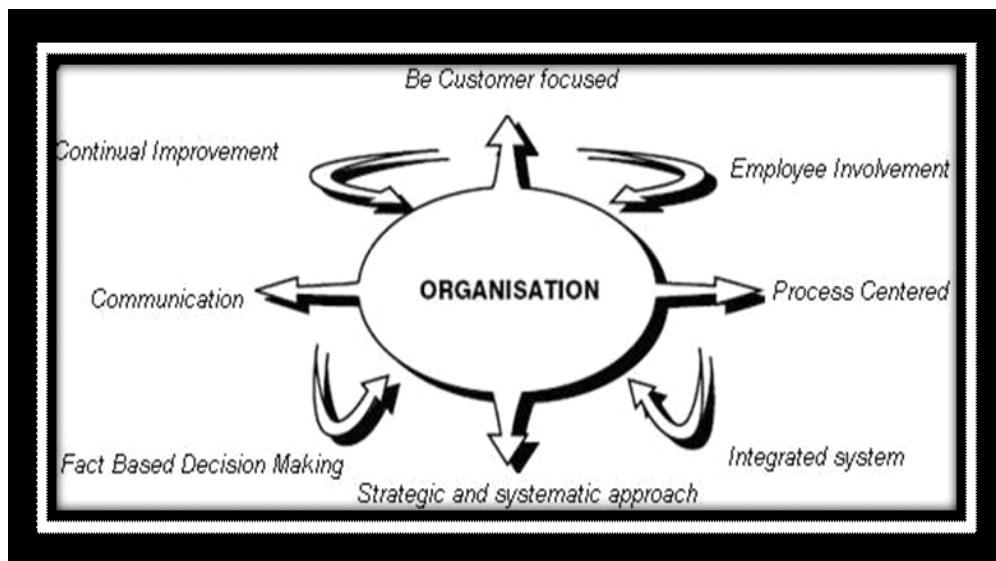 Be Customer focused
Continual Improvement
Employee Involvement
Communication
ORGANISATION
Process Centered
Fact Based Decision Making
Integrated system
Strategic and systematic approach